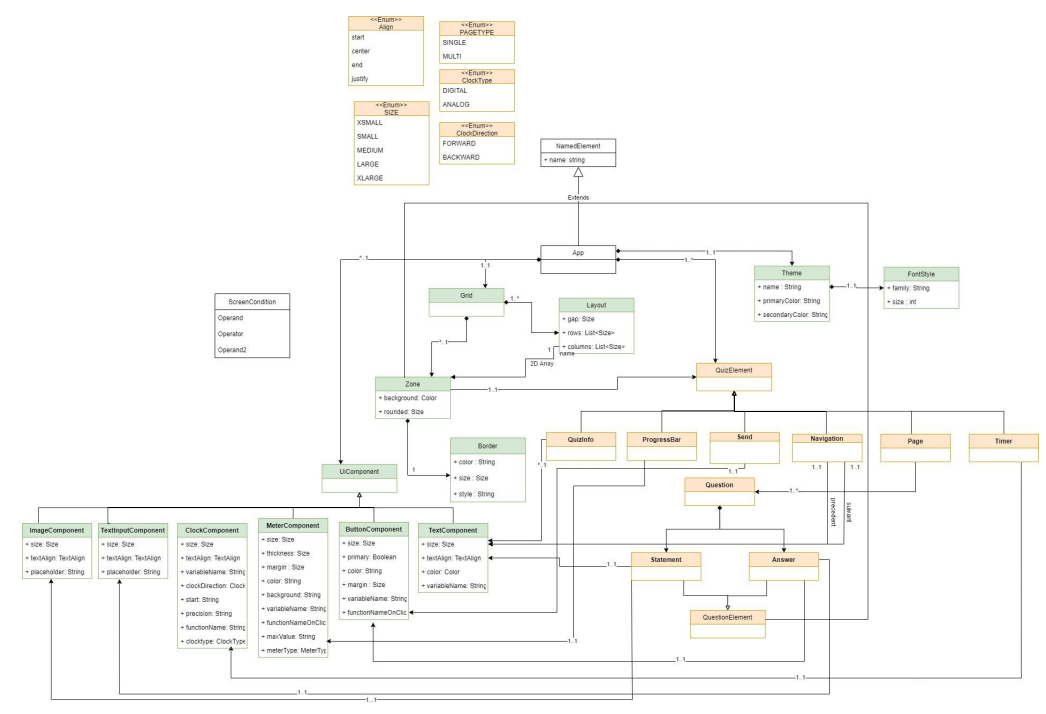 <<Enum>>
Align
start
center
end
justify
<<Enum>>
PAGETYPE
SINGLE
MULTI
<<Enum>>
ClockType
DIGITAL
ANALOG
<<Enum>>
SIZE
XSMALL
SMALL
MEDIUM
LARGE
XLARGE
<<Enum>>
ClockDirection
FORWARD
BACKWARD
NamedElement
+ name: string
Extends
App
*..1
1..1
1..*
1..1
Theme
+ name : String
+ primaryColor: String
+ secondaryColor: String
1..1
FontStyle
+ family: String
+ size : int
Grid
1..*
*..1
Layout
+ gap: Size
+ rows: List<Size>
+ columns: List<Size>
name
1
2D Array
ScreenCondition
Operand
Operator
Operand2
Zone
+ background: Color
+ rounded: Size
1..1
1
QuizElement
Border
+ color : String
+ size : Size
+ style : String
UiComponent
QuizInfo
*..1
ProgressBar
Send
1..1
Navigation
1..1
1..1
precedent
suivant
Page
Timer
Question
1..*
Statement
1..1
Answer
QuestionElement
ImageComponent
+ size: Size
+ textAlign: TextAlign
+ placeholder: String
TextInputComponent
+ size: Size
+ textAlign: TextAlign
+ placeholder: String
ClockComponent
+ size: Size
+ textAlign: TextAlign
+ variableName: String
+ clockDirection: Clock
+ start: String
+ precision: String
+ functionName: String
+ clocktype: ClockType
MeterComponent
+ size: Size
+ thickness: Size
+ margin : Size
+ color: String
+ background: String
+ variableName: String
+ functionNameOnClic
+ maxValue: String
+ meterType: MeterTyp
ButtonComponent
+ size: Size
+ primary: Boolean
+ color: String
+ margin : Size
+ variableName: String
+ functionNameOnClic
TextComponent
+ size: Size
+ textAlign: TextAlign
+ color: Color
+ variableName: String
1..1
1..1
1..1
1..1
1..1